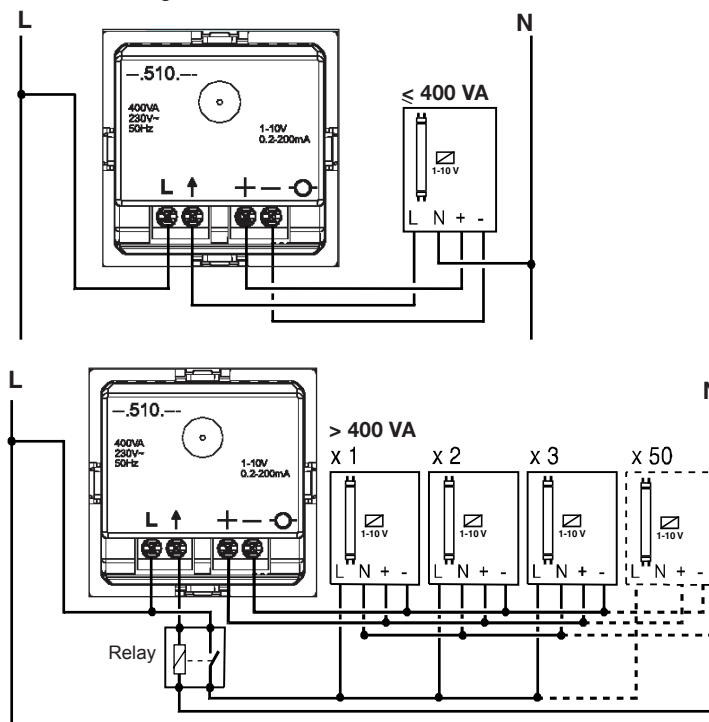 L
N
–.510.--
400VA
230V~
50Hz
1-10V
0.2-200mA
L ↑ + –
≤ 400 VA
1-10 V
L N + -
L
N
–.510.--
400VA
230V~
50Hz
1-10V
0.2-200mA
L ↑ + –
> 400 VA
x 1 x 2 x 3 x 50
1-10 V 1-10 V 1-10 V 1-10 V
L N + - L N + - L N + - L N + -
Relay